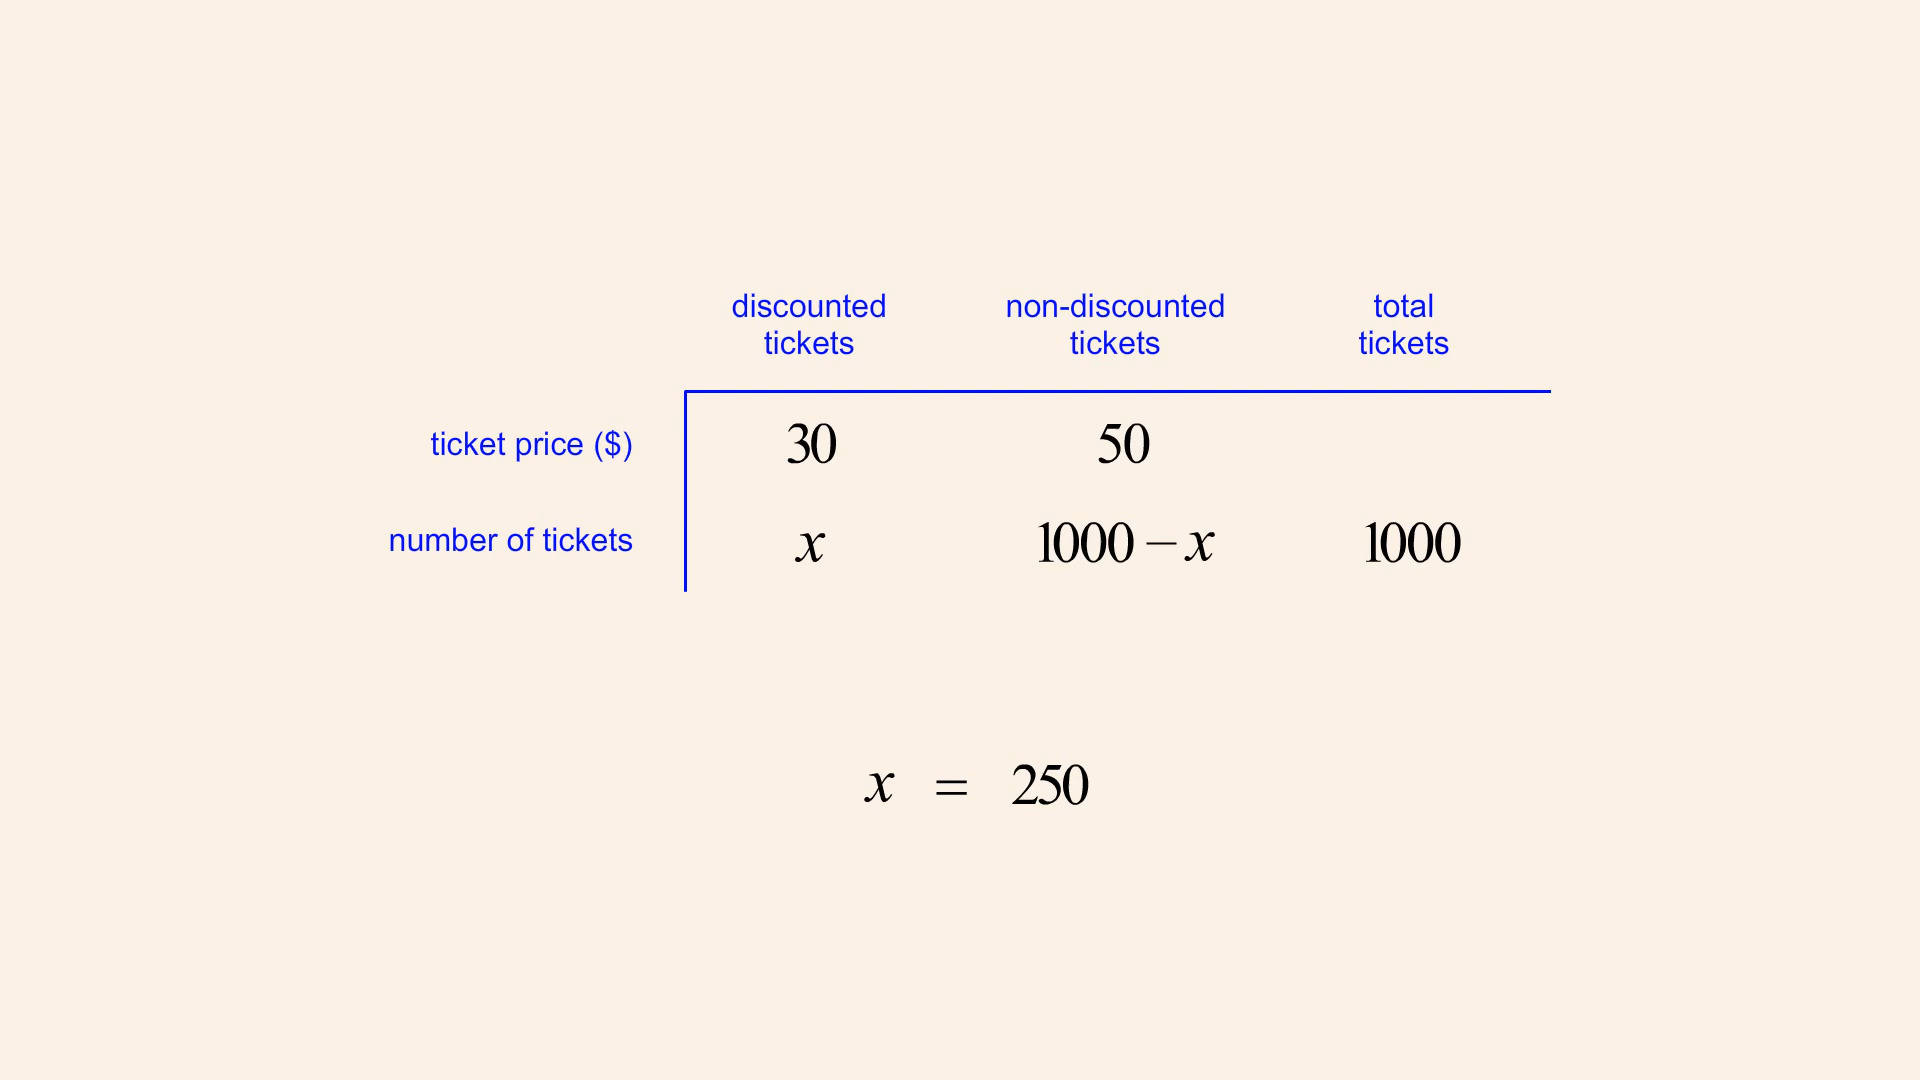 discounted non-discounted total
tickets tickets tickets
ticket price ($) 30 50
number of tickets x 1000 − x 1000
x = 250